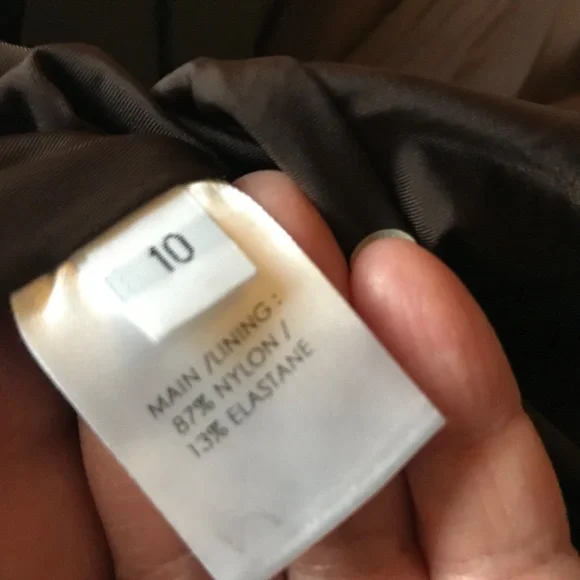 10
MAIN /LINING :
87% NYLON /
13% ELASTANE